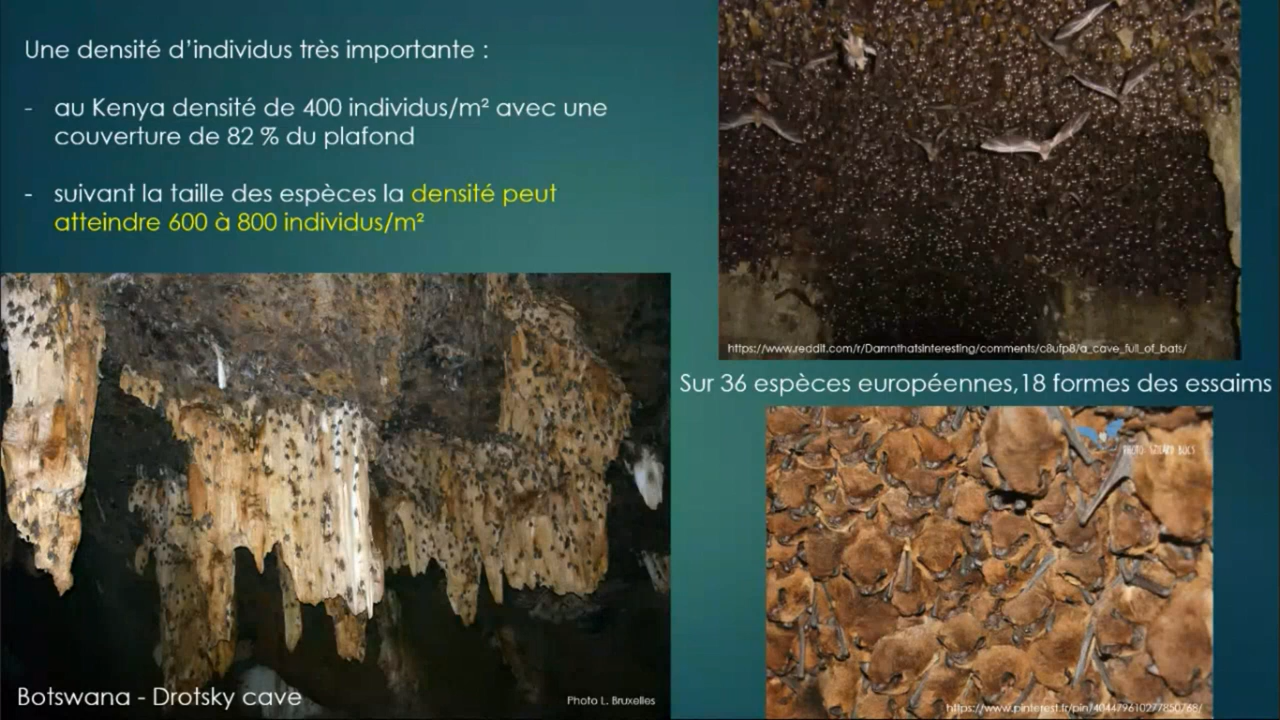 Une densité d’individus très importante :
- au Kenya densité de 400 individus/m² avec une
couverture de 82 % du plafond
- suivant la taille des espèces la densité peut
atteindre 600 à 800 individus/m²
https://www.reddit.com/r/Damnthatsinteresting/comments/c8ufp8/a_cave_full_of_bats/
Sur 36 espèces européennes,18 formes des essaims
Botswana - Drotsky cave
Photo L. Bruxelles
PHOTO GERARD BOCS
https://www.pinterest.fr/pin/404479610277850768/